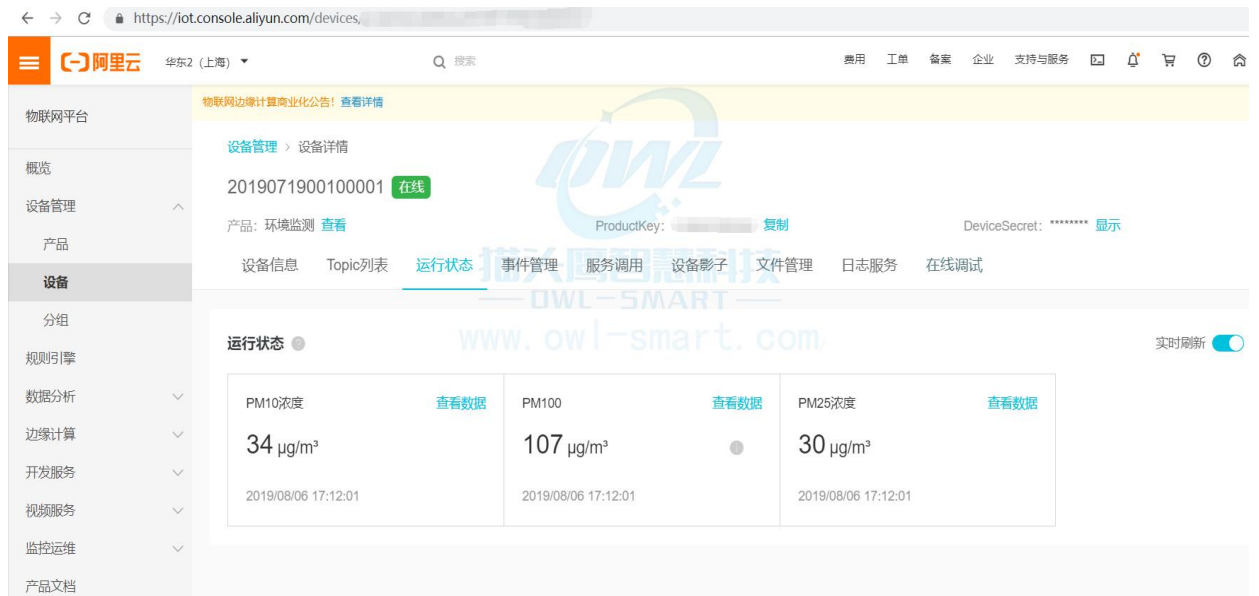 https://iot.console.aliyun.com/devices,
阿里云 华东2（上海） 搜索 费用 工单 备案 企业 支持与服务
物联网平台
概览
设备管理
产品
设备
分组
规则引擎
数据分析
边缘计算
开发服务
视频服务
监控运维
产品文档
物联网边缘计算商业化公告！查看详情
设备管理 > 设备详情
2019071900100001 在线
产品：环境监测 查看 ProductKey： 复制 DeviceSecret：******** 显示
设备信息 Topic列表 运行状态 事件管理 服务调用 设备影子 文件管理 日志服务 在线调试
运行状态 实时刷新
PM10浓度 查看数据
34 μg/m³
2019/08/06 17:12:01
PM100 查看数据
107 μg/m³
2019/08/06 17:12:01
PM25浓度 查看数据
30 μg/m³
2019/08/06 17:12:01
OWL
猫头鹰智慧科技
OWL-SMART
www.owl-smart.com